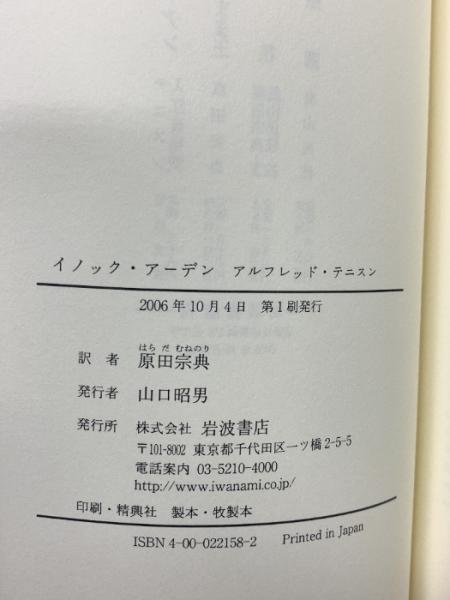 イノック・アーデン　アルフレッド・テニスン
2006年10月4日　第1刷発行
はら だ むねのり
訳 者　原田宗典
発行者　山口昭男
発行所　株式会社 岩波書店
〒101-8002 東京都千代田区一ツ橋2-5-5
電話案内 03-5210-4000
http://www.iwanami.co.jp/
印刷・精興社　製本・牧製本
ISBN 4-00-022158-2　Printed in Japan